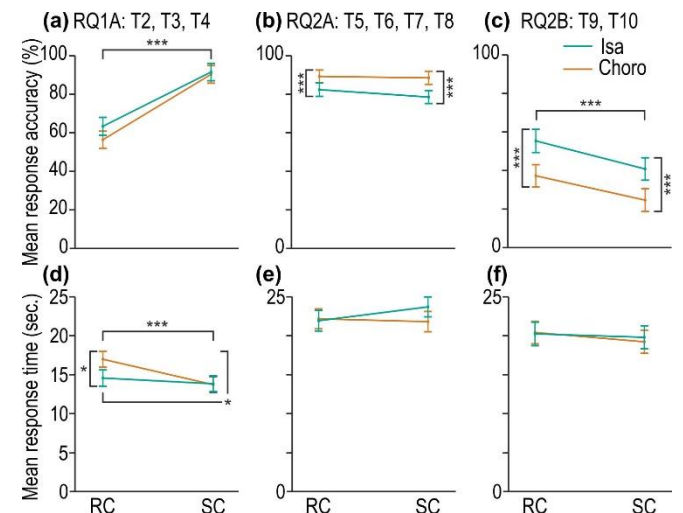 (a) RQ1A: T2, T3, T4
(b) RQ2A: T5, T6, T7, T8
(c) RQ2B: T9, T10
Mean response accuracy (%)
100
80
60
40
20
0
***
100
0
***
***
100
0
Isa
Choro
***
***
***
(d)
(e)
(f)
Mean response time (sec.)
25
20
15
10
5
0
***
*
*
RC
SC
25
0
RC
SC
25
0
RC
SC